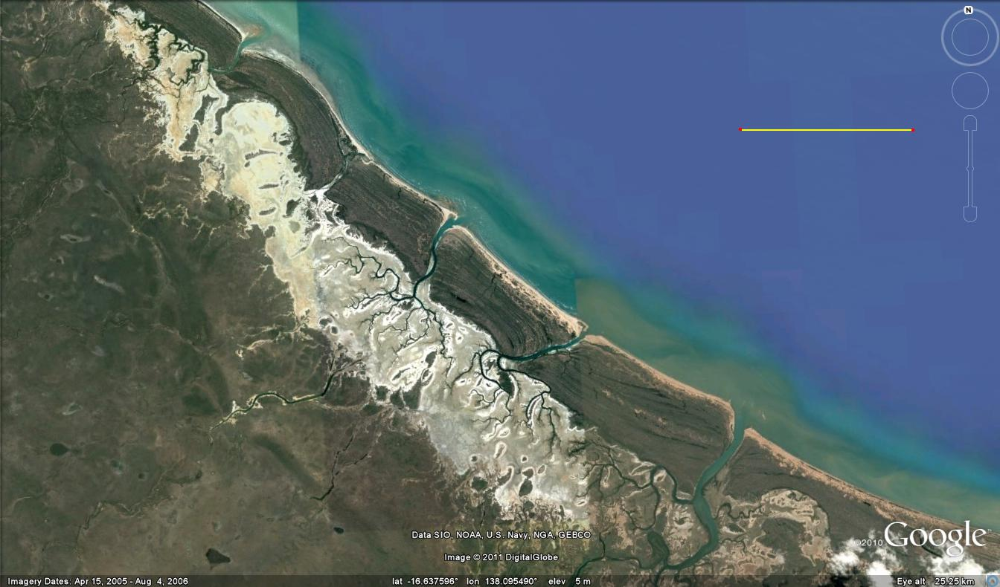 N
Data SIO, NOAA, U.S. Navy, NGA, GEBCO
©2010 Google™
Image © 2011 DigitalGlobe
Imagery Dates: Apr 15, 2005 - Aug 4, 2006 lat -16.637596° lon 138.095490° elev 5 m Eye alt 25.25 km